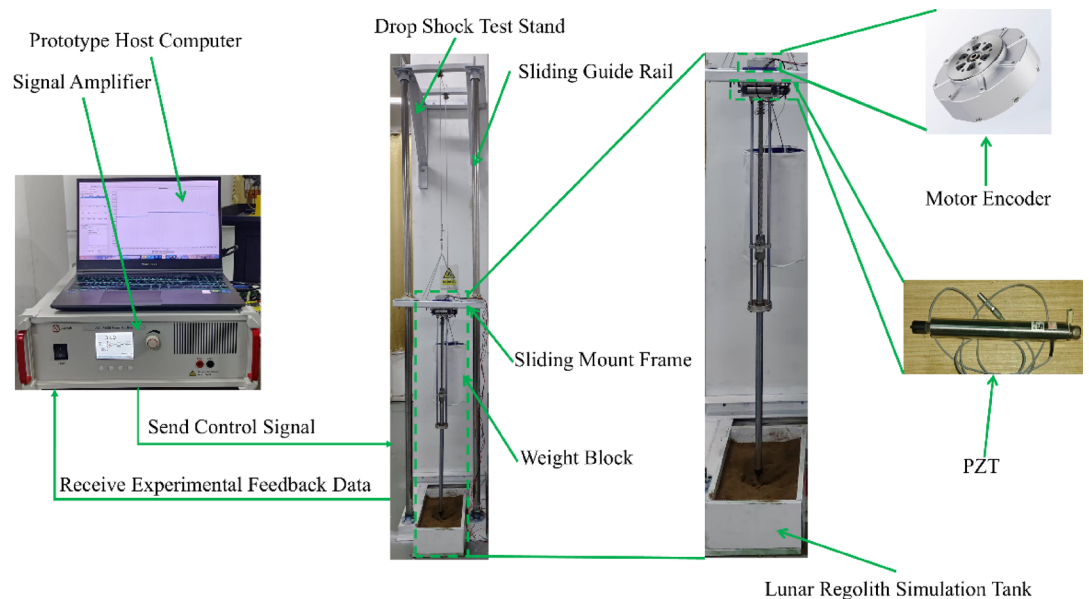 Drop Shock Test Stand
Prototype Host Computer
Signal Amplifier
Sliding Guide Rail
Motor Encoder
Sliding Mount Frame
Send Control Signal
Weight Block
PZT
Receive Experimental Feedback Data
Lunar Regolith Simulation Tank